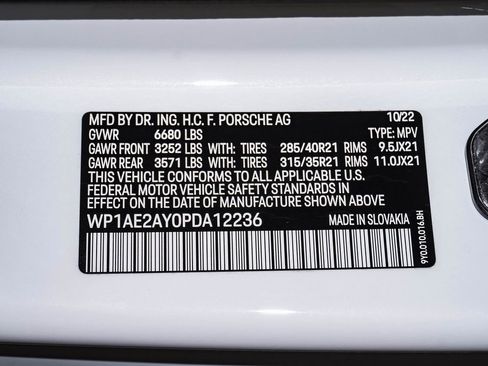 MFD BY DR. ING. H.C. F. PORSCHE AG 10/22
GVWR 6680 LBS TYPE: MPV
GAWR FRONT 3252 LBS WITH: TIRES 285/40R21 RIMS 9.5JX21
GAWR REAR 3571 LBS WITH: TIRES 315/35R21 RIMS 11.0JX21
THIS VEHICLE CONFORMS TO ALL APPLICABLE U.S.
FEDERAL MOTOR VEHICLE SAFETY STANDARDS IN
EFFECT ON THE DATE OF MANUFACTURE SHOWN ABOVE.
WP1AE2AY0PDA12236 MADE IN SLOVAKIA
9Y0.010.016.BH